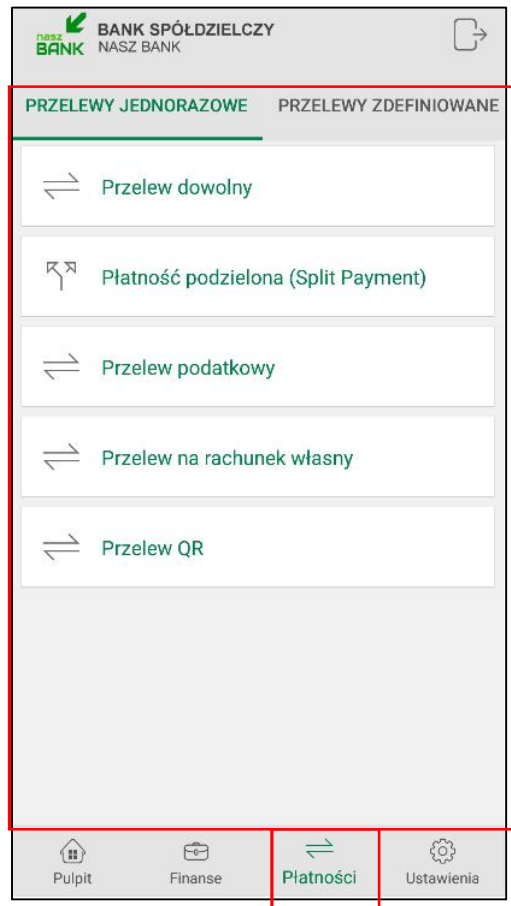 nasz
BANK
BANK SPÓŁDZIELCZY
NASZ BANK
PRZELEWY JEDNORAZOWE PRZELEWY ZDEFINIOWANE
Przelew dowolny
Płatność podzielona (Split Payment)
Przelew podatkowy
Przelew na rachunek własny
Przelew QR
Pulpit Finanse Płatności Ustawienia